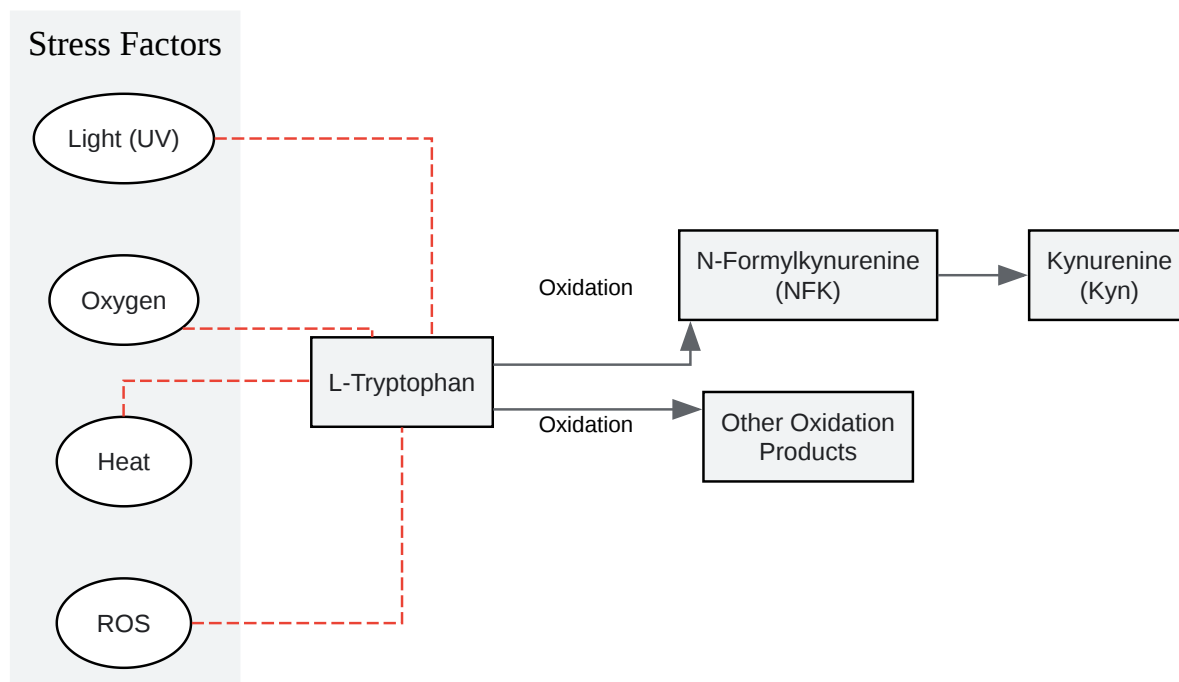 Stress Factors
Light (UV)
Oxygen
Heat
ROS
L-Tryptophan
Oxidation
Oxidation
N-Formylkynurenine
(NFK)
Kynurenine
(Kyn)
Other Oxidation
Products